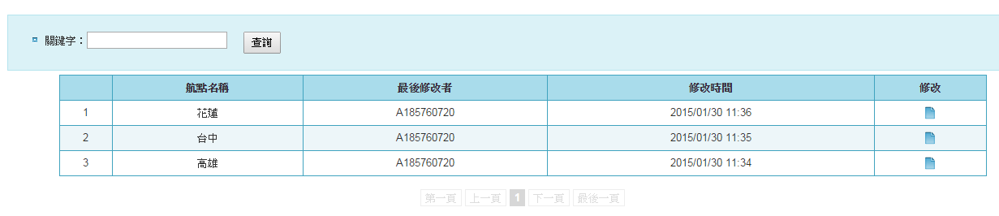 關鍵字：
查詢
航點名稱 最後修改者 修改時間 修改
1 花蓮 A185760720 2015/01/30 11:36
2 台中 A185760720 2015/01/30 11:35
3 高雄 A185760720 2015/01/30 11:34
第一頁 上一頁 1 下一頁 最後一頁